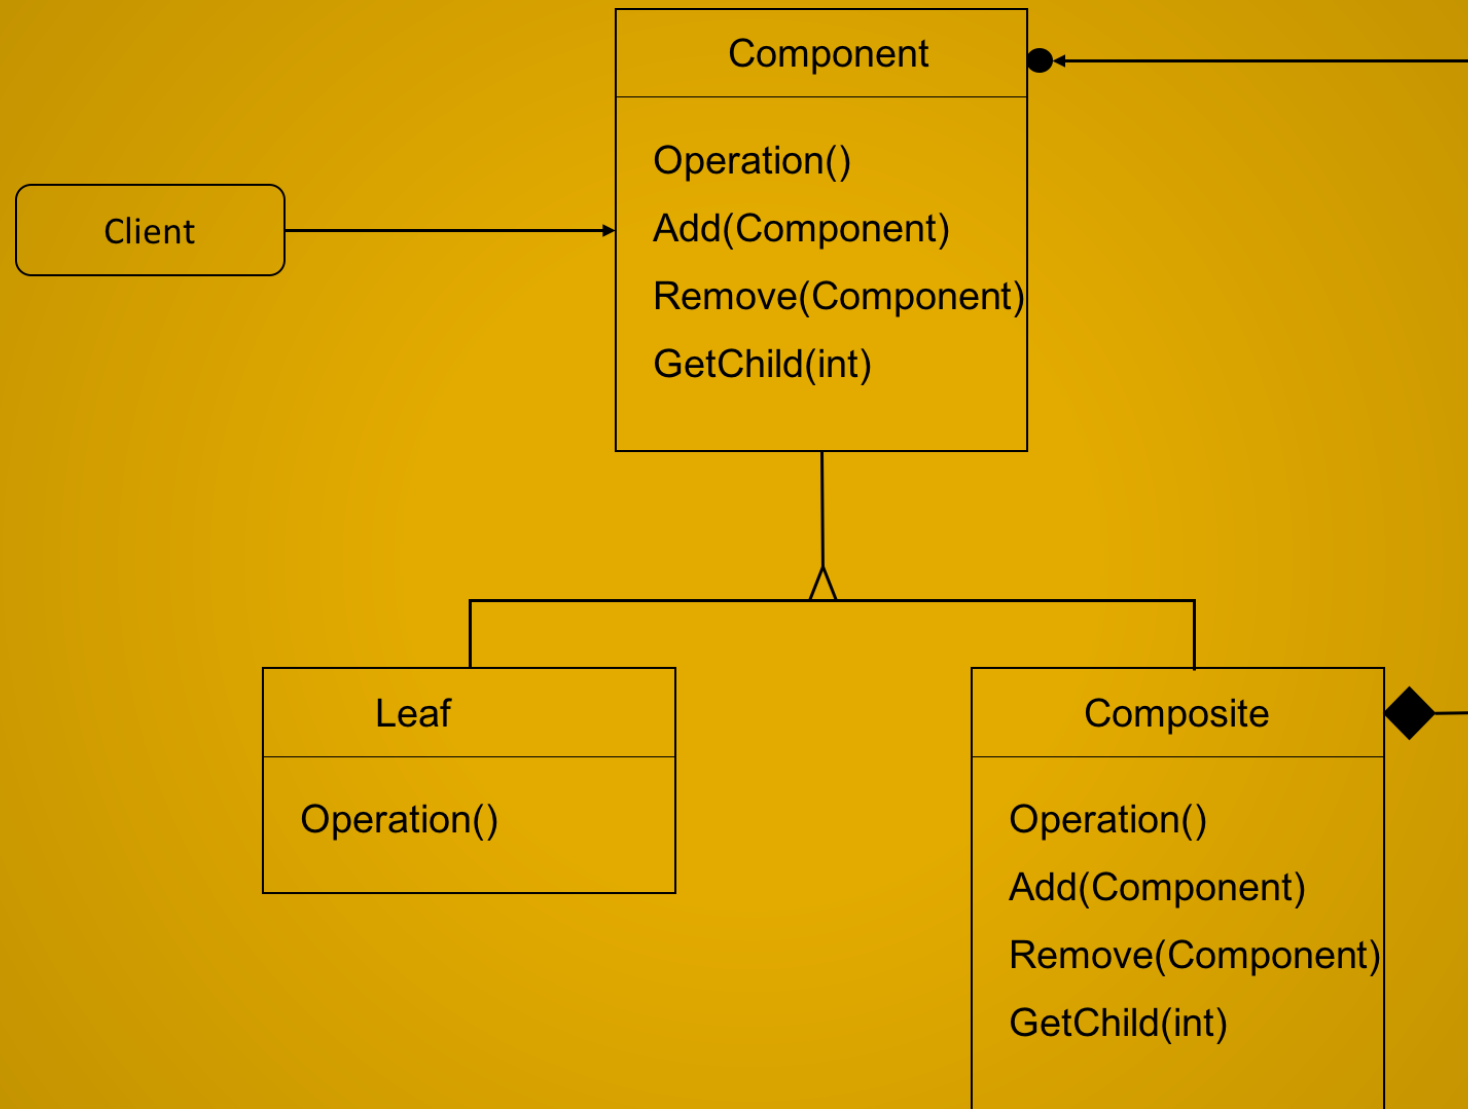 Component
Operation()
Add(Component)
Remove(Component)
GetChild(int)
Client
Leaf
Operation()
Composite
Operation()
Add(Component)
Remove(Component)
GetChild(int)